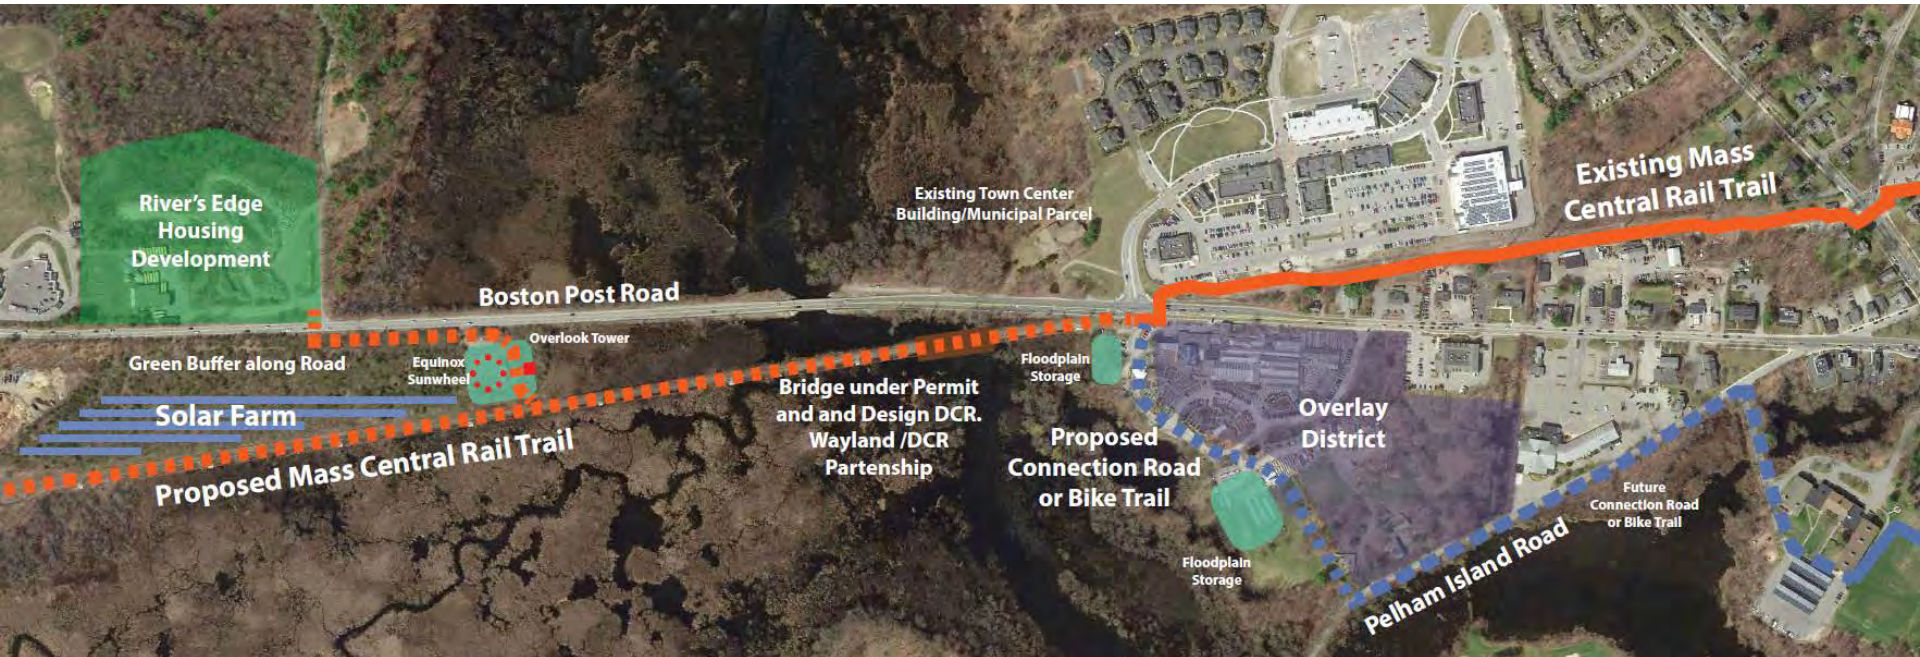 River's Edge
Housing
Development
Boston Post Road
Existing Town Center
Building/Municipal Parcel
Existing Mass
Central Rail Trail
Green Buffer along Road
Equinox
Sunwheel
Overlook Tower
Solar Farm
Proposed Mass Central Rail Trail
Bridge under Permit
and and Design DCR.
Wayland /DCR
Partenship
Floodplain
Storage
Proposed
Connection Road
or Bike Trail
Overlay
District
Floodplain
Storage
Pelham Island Road
Future
Connection Road
or Bike Trail